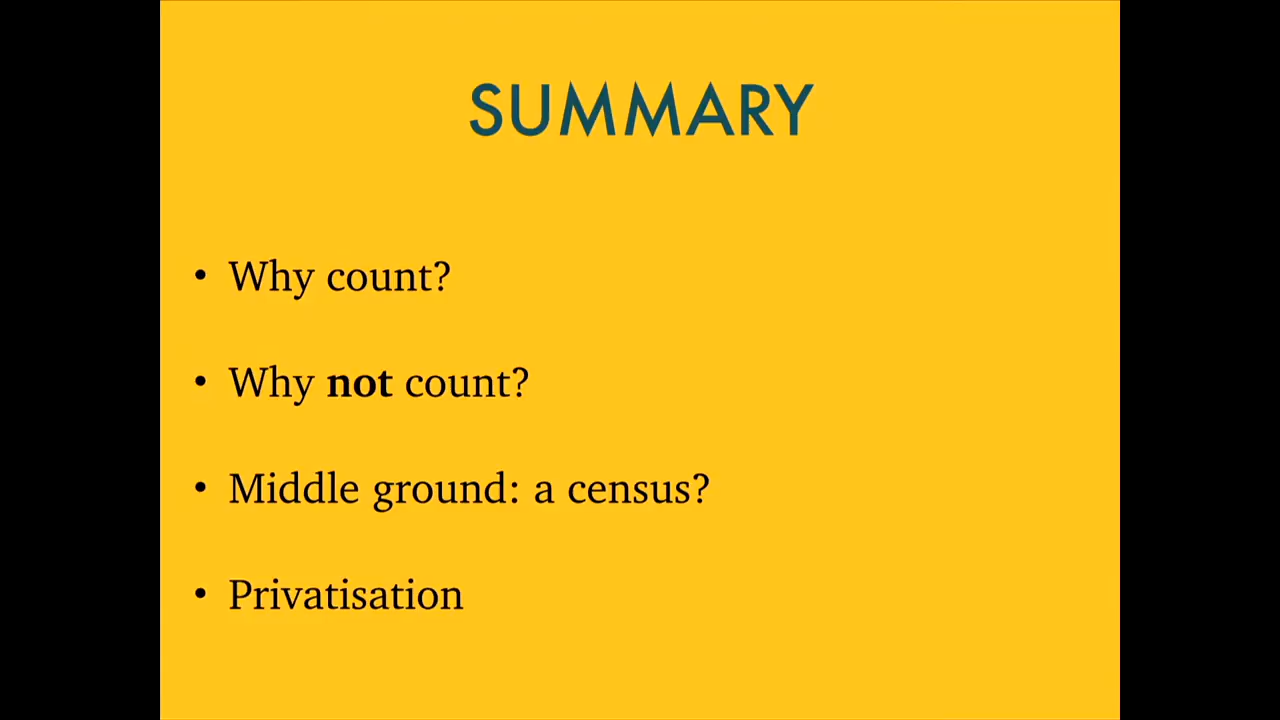 SUMMARY
• Why count?
• Why not count?
• Middle ground: a census?
• Privatisation